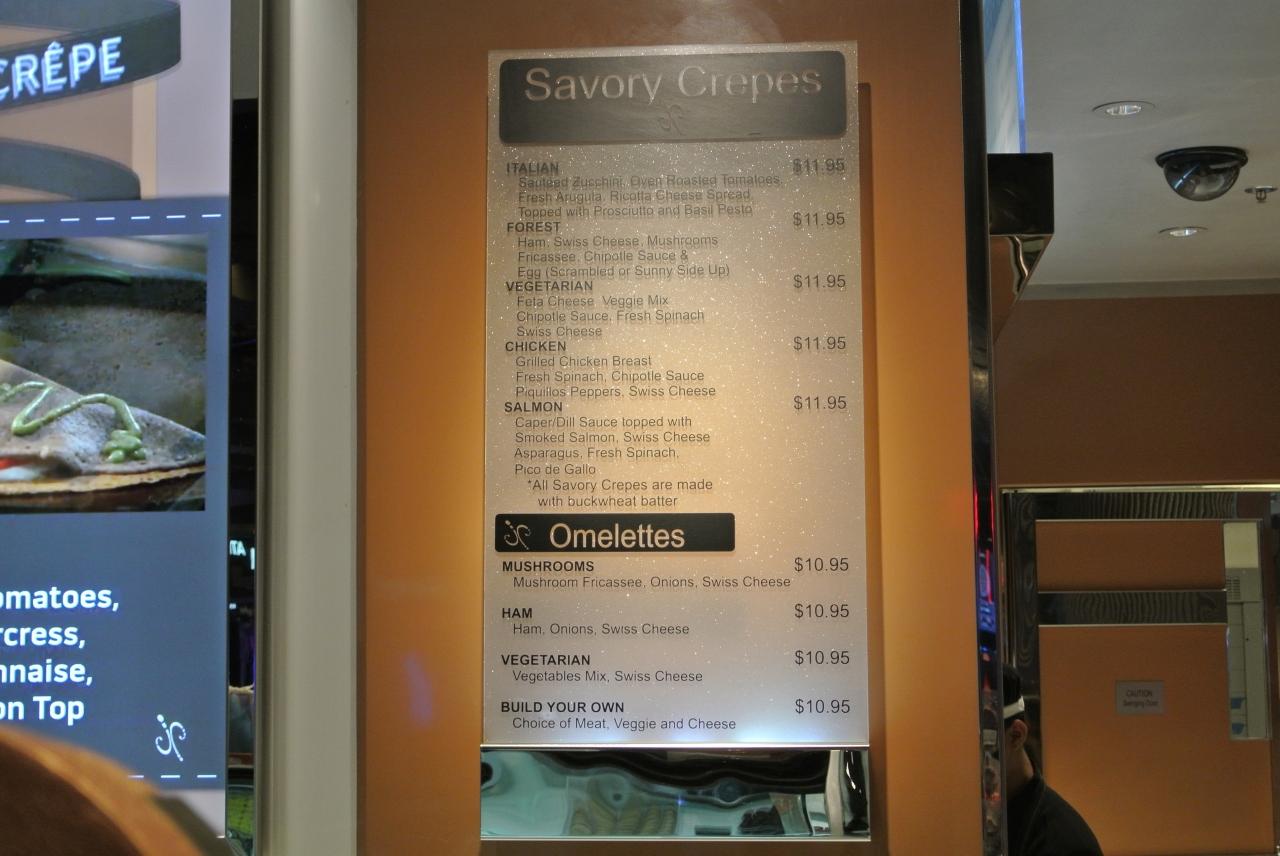 CRÊPE
omatoes,
rcress,
nnaise,
on Top
Savory Crepes
ITALIAN $11.95
Sauteed Zucchini, Oven Roasted Tomatoes,
Fresh Arugula, Ricotta Cheese Spread,
Topped with Prosciutto and Basil Pesto
FOREST $11.95
Ham, Swiss Cheese, Mushrooms
Fricassee, Chipotle Sauce &
Egg (Scrambled or Sunny Side Up)
VEGETARIAN $11.95
Feta Cheese Veggie Mix
Chipotle Sauce, Fresh Spinach
Swiss Cheese
CHICKEN $11.95
Grilled Chicken Breast
Fresh Spinach, Chipotle Sauce
Piquillos Peppers, Swiss Cheese
SALMON $11.95
Caper/Dill Sauce topped with
Smoked Salmon, Swiss Cheese
Asparagus, Fresh Spinach,
Pico de Gallo
*All Savory Crepes are made
with buckwheat batter
Omelettes
MUSHROOMS $10.95
Mushroom Fricassee, Onions, Swiss Cheese
HAM $10.95
Ham, Onions, Swiss Cheese
VEGETARIAN $10.95
Vegetables Mix, Swiss Cheese
BUILD YOUR OWN $10.95
Choice of Meat, Veggie and Cheese
CAUTION
Swinging Door